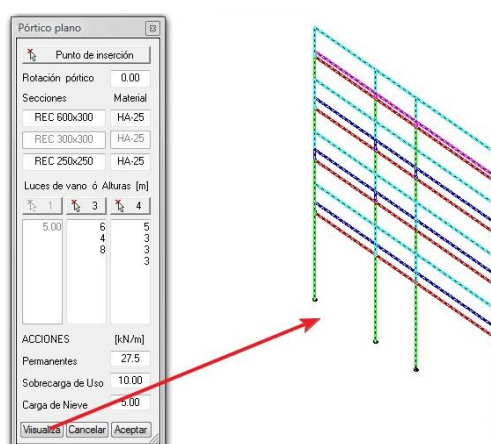 Pórtico plano
Punto de inserción
Rotación pórtico 0.00
Secciones Material
REC 600x300 HA-25
REC 300x300 HA-25
REC 250x250 HA-25
Luces de vano ó Alturas [m]
1 3 4
5.00 6 5
4 3
8 3
3
ACCIONES [kN/m]
Permanentes 27.5
Sobrecarga de Uso 10.00
Carga de Nieve 5.00
Viisualiza Cancelar Aceptar